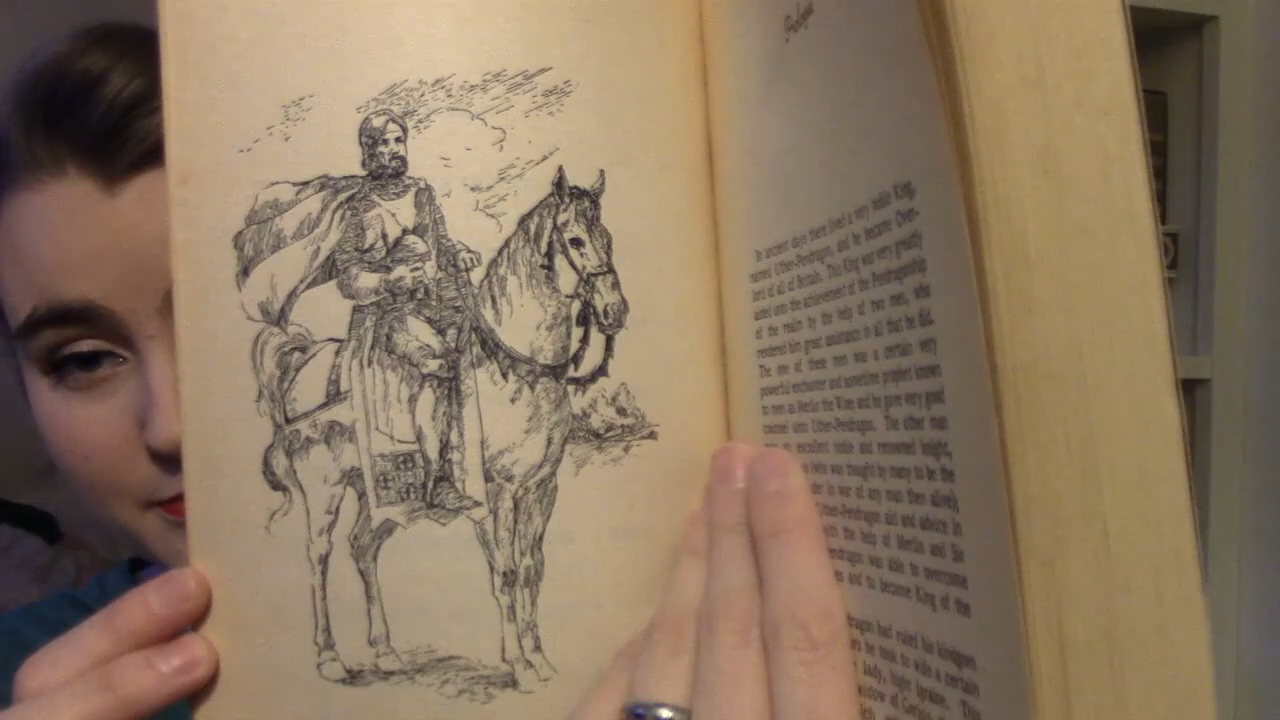 Prologue
In ancient days there lived a very noble King,
named Uther-Pendragon, and he became Over-
lord of all of Britain. This King was very greatly
aided unto the achievement of the Pendragonship
of the realm by the help of two men, who
rendered him great assistance in all that he did.
The one of these men was a certain very
powerful enchanter and sometime prophet known
to men as Merlin the Wise; and he gave very good
counsel unto Uther-Pendragon. The other man
an excellent noble and renowned knight,
(who was thought by many to be the
in war of any man then alive);
Uther-Pendragon aid and advice in
with the help of Merlin and Sir
was able to overcome
and to become King of the
had ruled his kingdom
he took to wife a certain
lady, hight Igraine. This
widow of